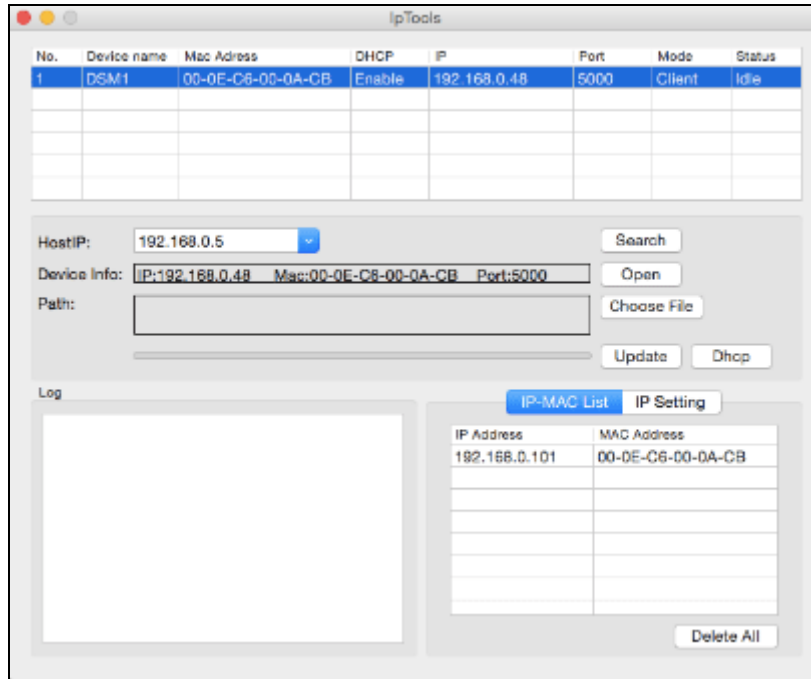 IpTools
No. Device name Mac Adress DHCP IP Port Mode Status
1 DSM1 00-0E-C6-00-0A-CB Enable 192.168.0.48 5000 Client Idle
HostIP: 192.168.0.5 Search
Device Info: IP:192.168.0.48 Mac:00-0E-C6-00-0A-CB Port:5000 Open
Path: Choose File
Update Dhcp
Log
IP-MAC List IP Setting
IP Address MAC Address
192.168.0.101 00-0E-C6-00-0A-CB
Delete All